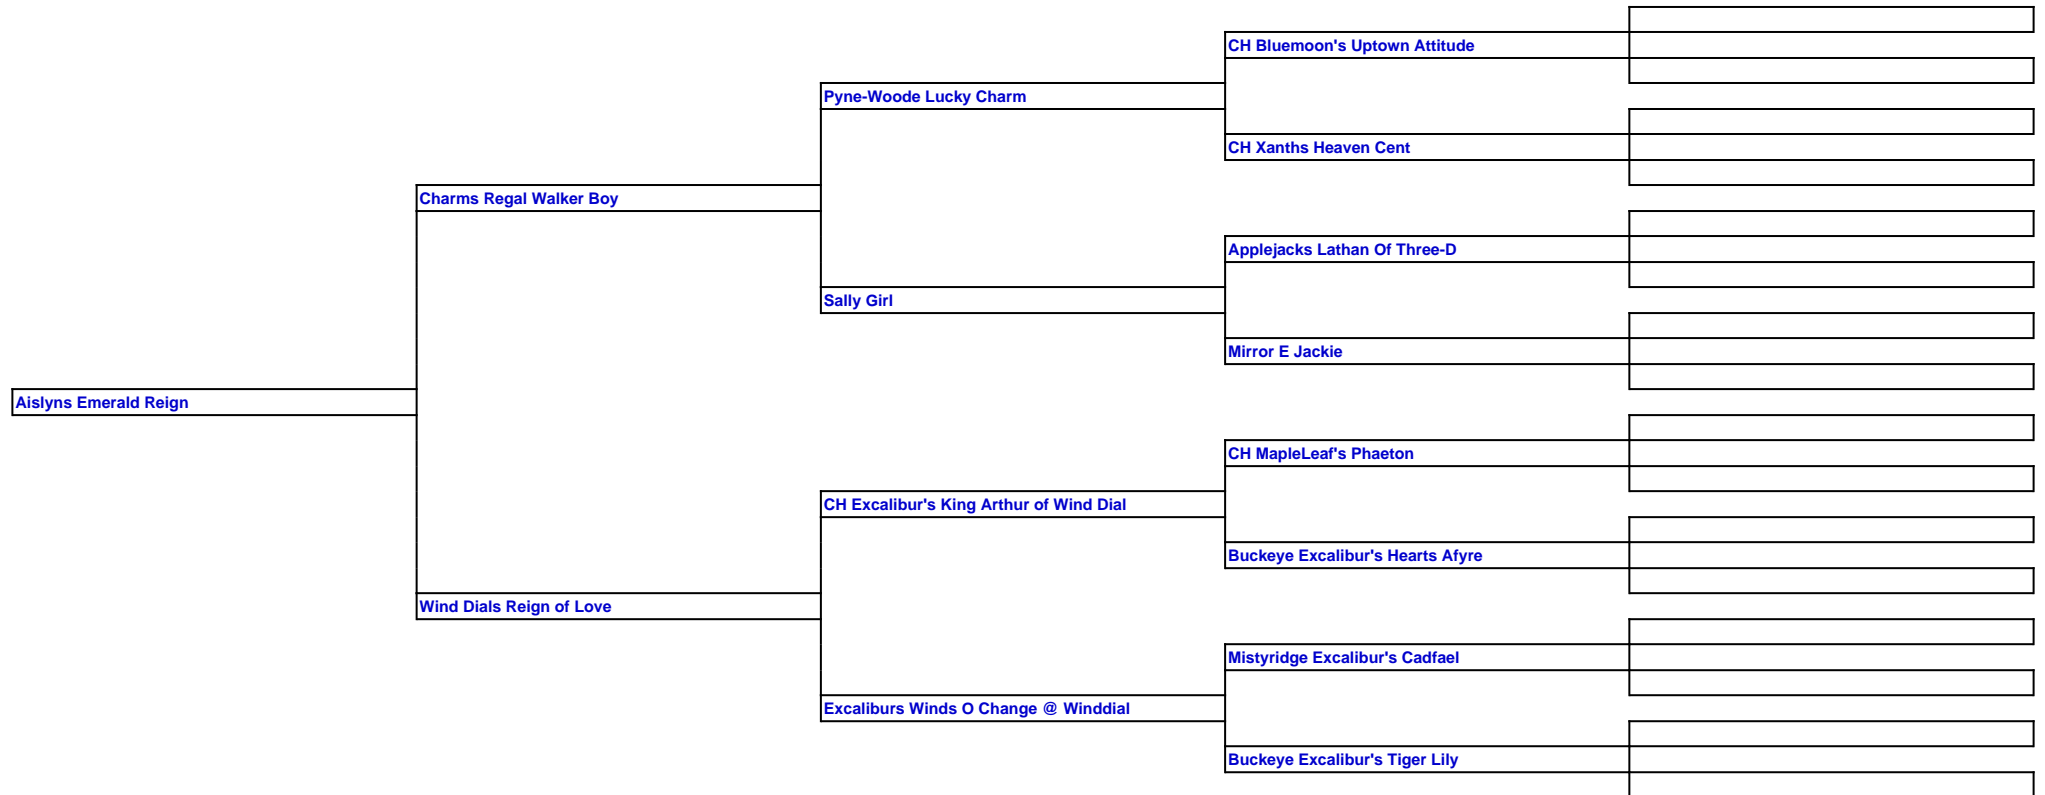 CH Bluemoon's Uptown Attitude
Pyne-Woode Lucky Charm
CH Xanths Heaven Cent
Charms Regal Walker Boy
Applejacks Lathan Of Three-D
Sally Girl
Mirror E Jackie
Aislyns Emerald Reign
CH MapleLeaf's Phaeton
CH Excalibur's King Arthur of Wind Dial
Buckeye Excalibur's Hearts Afyre
Wind Dials Reign of Love
Mistyridge Excalibur's Cadfael
Excaliburs Winds O Change @ Winddial
Buckeye Excalibur's Tiger Lily